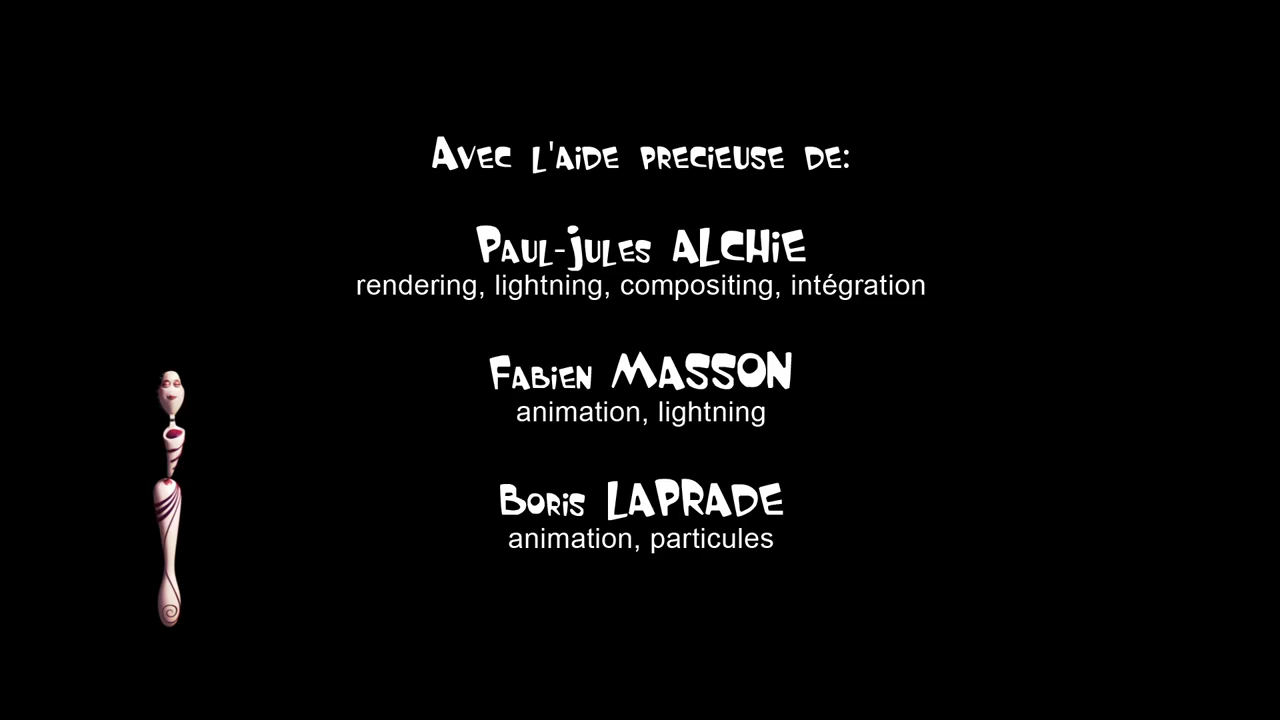 Avec l'aide precieuse de:
Paul-Jules ALCHIE
rendering, lightning, compositing, intégration
Fabien MASSON
animation, lightning
Boris LAPRADE
animation, particules